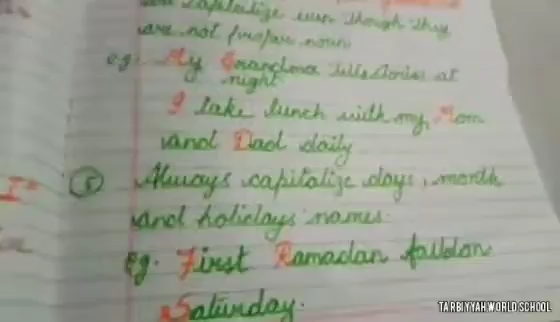 capitalize even though they
are not proper noun
eg. My Grandma tells stories at
night
I take lunch with my Mom
and Dad daily
5 Always capitalize days, month
and holidays names.
eg. First Ramadan falls on
Saturday.
TARBIYYAH WORLD SCHOOL